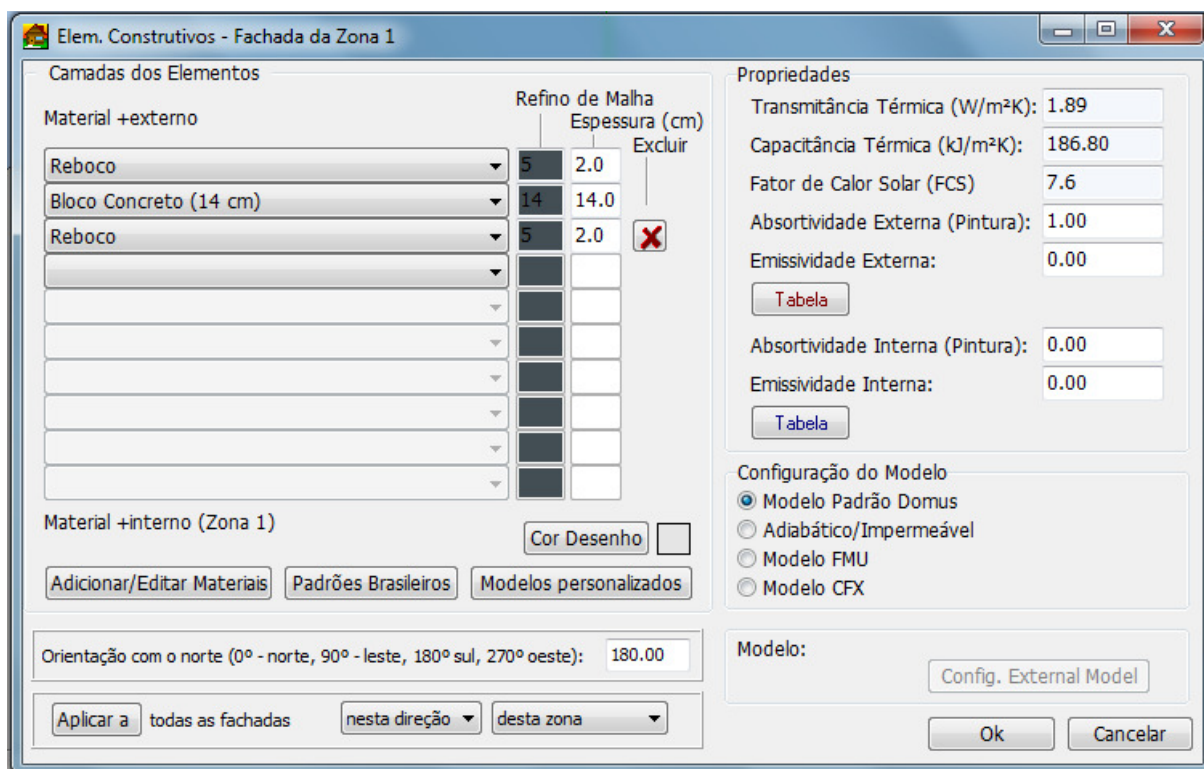 Elem. Construtivos - Fachada da Zona 1
Camadas dos Elementos
Material +externo
Refino de Malha
Espessura (cm)
Excluir
Reboco 5 2.0
Bloco Concreto (14 cm) 14 14.0
Reboco 5 2.0
Material +interno (Zona 1)
Cor Desenho
Adicionar/Editar Materiais Padrões Brasileiros Modelos personalizados
Orientação com o norte (0º - norte, 90º - leste, 180º sul, 270º oeste): 180.00
Aplicar a todas as fachadas nesta direção desta zona
Propriedades
Transmitância Térmica (W/m²K): 1.89
Capacitância Térmica (kJ/m²K): 186.80
Fator de Calor Solar (FCS) 7.6
Absortividade Externa (Pintura): 1.00
Emissividade Externa: 0.00
Tabela
Absortividade Interna (Pintura): 0.00
Emissividade Interna: 0.00
Tabela
Configuração do Modelo
Modelo Padrão Domus
Adiabático/Impermeável
Modelo FMU
Modelo CFX
Modelo:
Config. External Model
Ok Cancelar